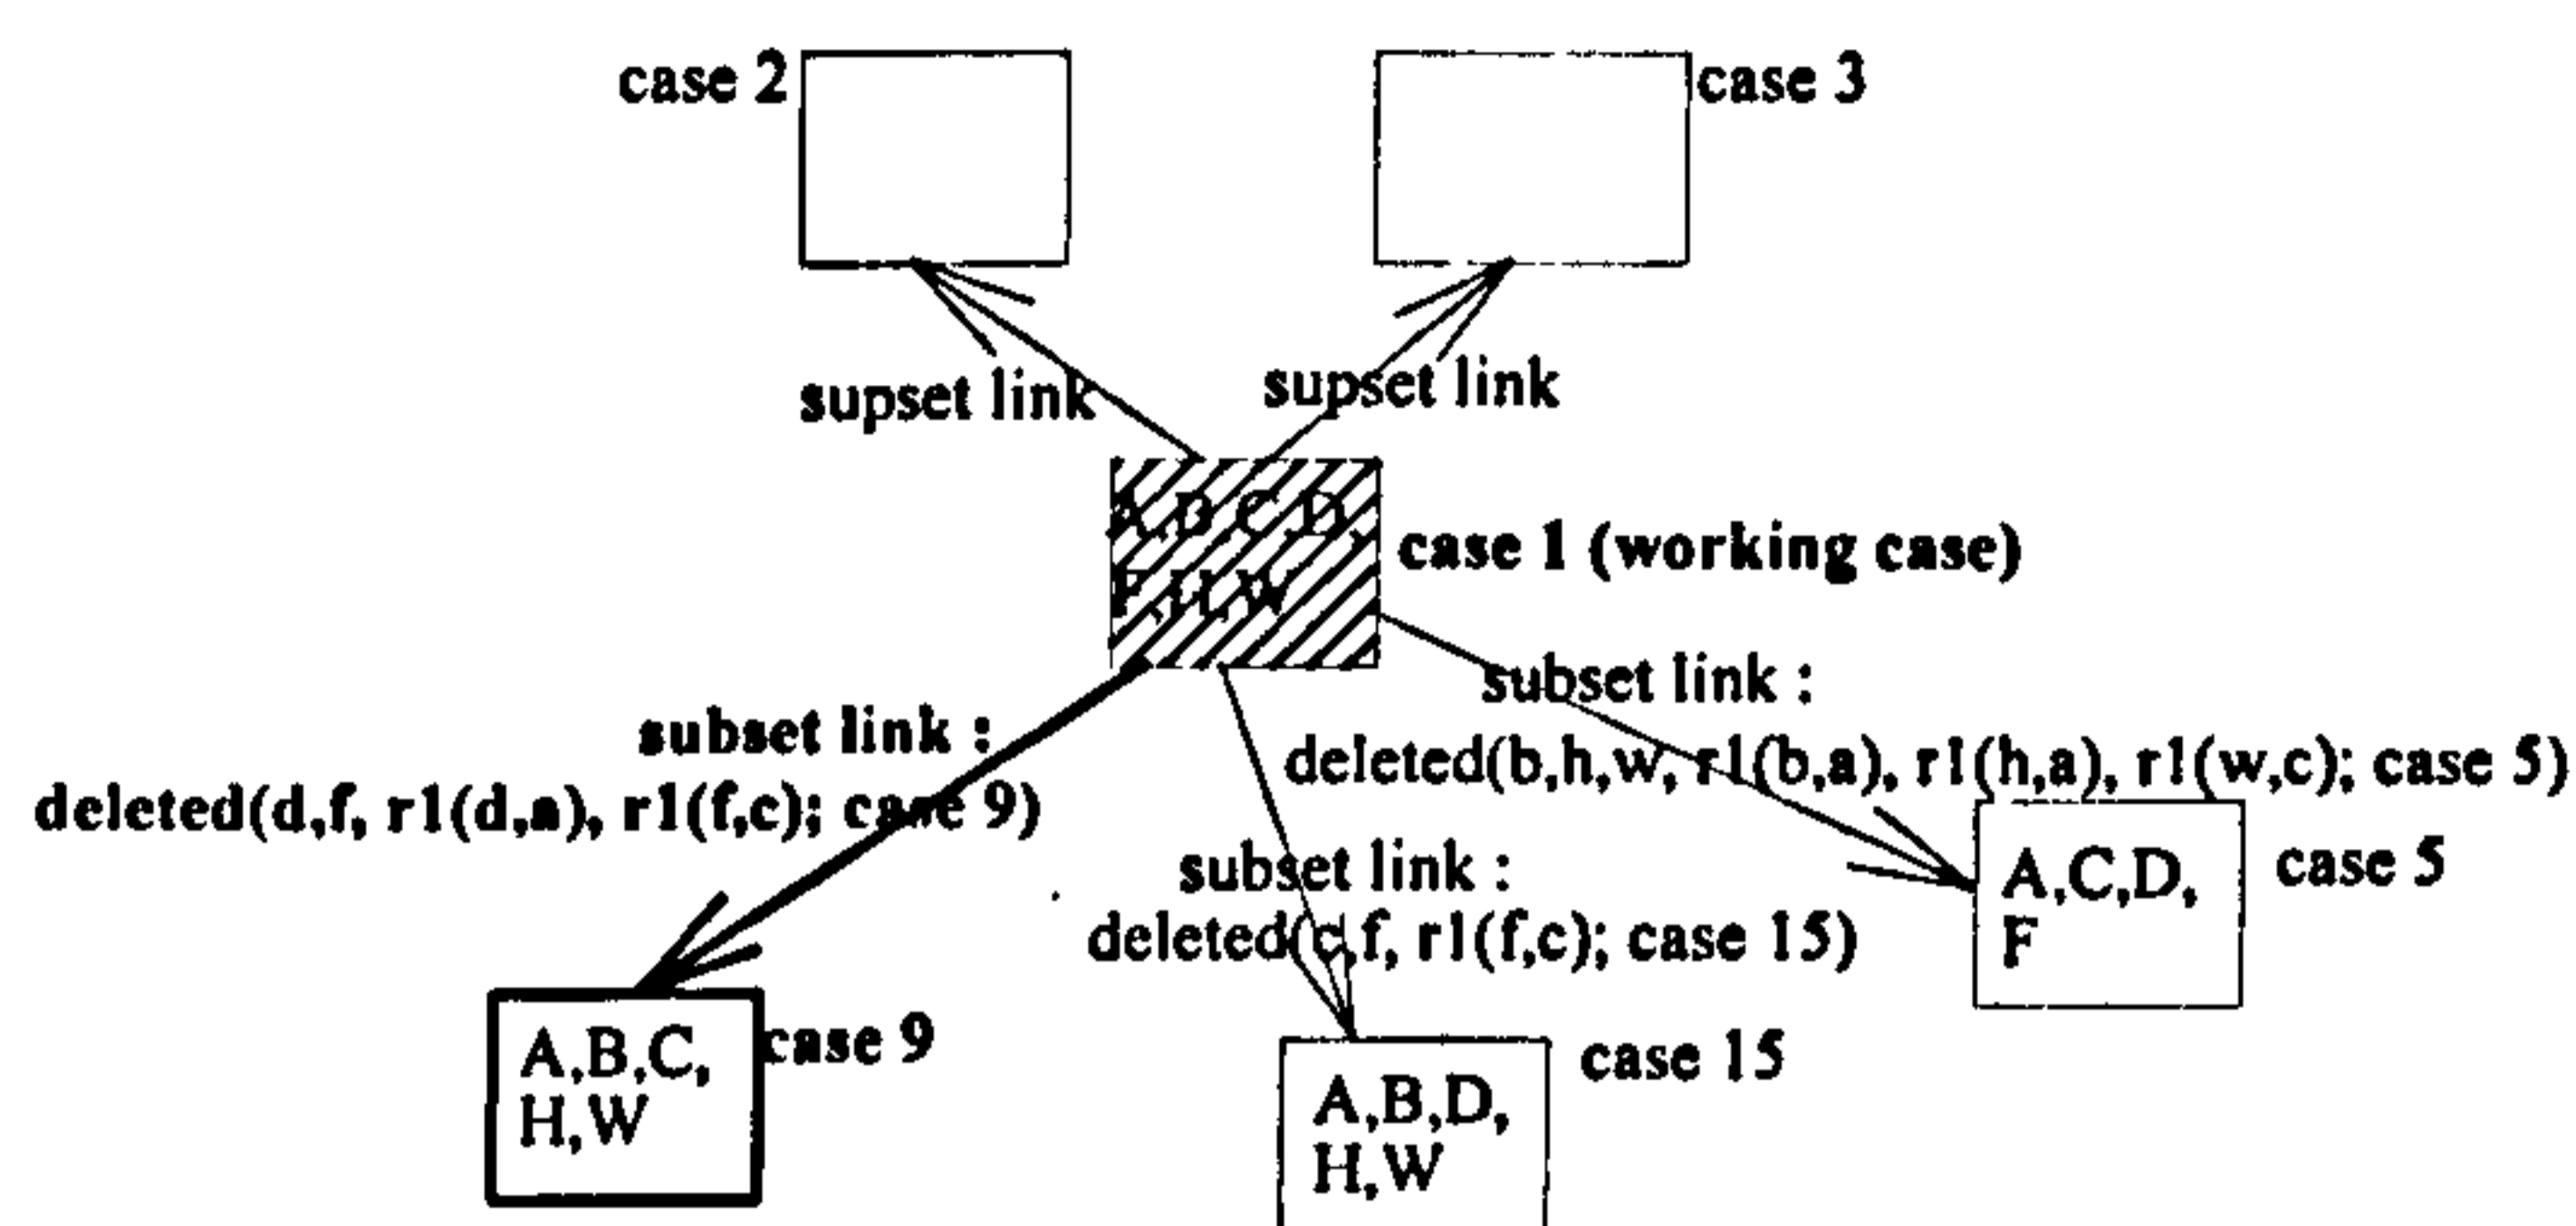 case 2
case 3
supset link
supset link
A,B,C,D,
F,H,W
case 1 (working case)
subset link :
deleted(b,h,w, r1(b,a), r1(h,a), r1(w,c); case 5)
subset link :
deleted(d,f, r1(d,a), r1(f,c); case 9)
subset link :
deleted(c,f, r1(f,c); case 15)
A,C,D,
F
case 5
A,B,C,
H,W
case 9
A,B,D,
H,W
case 15